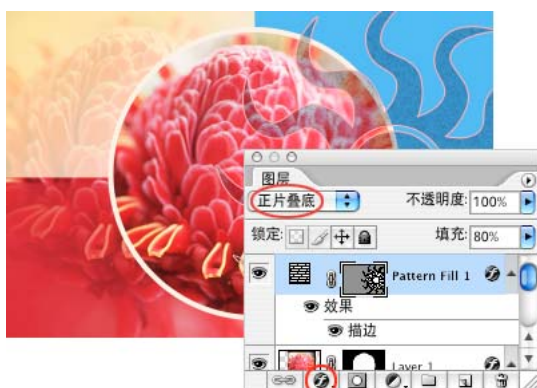 图层
正片叠底 不透明度: 100%
锁定: 填充: 80%
Pattern Fill 1
效果
描边
Layer 1